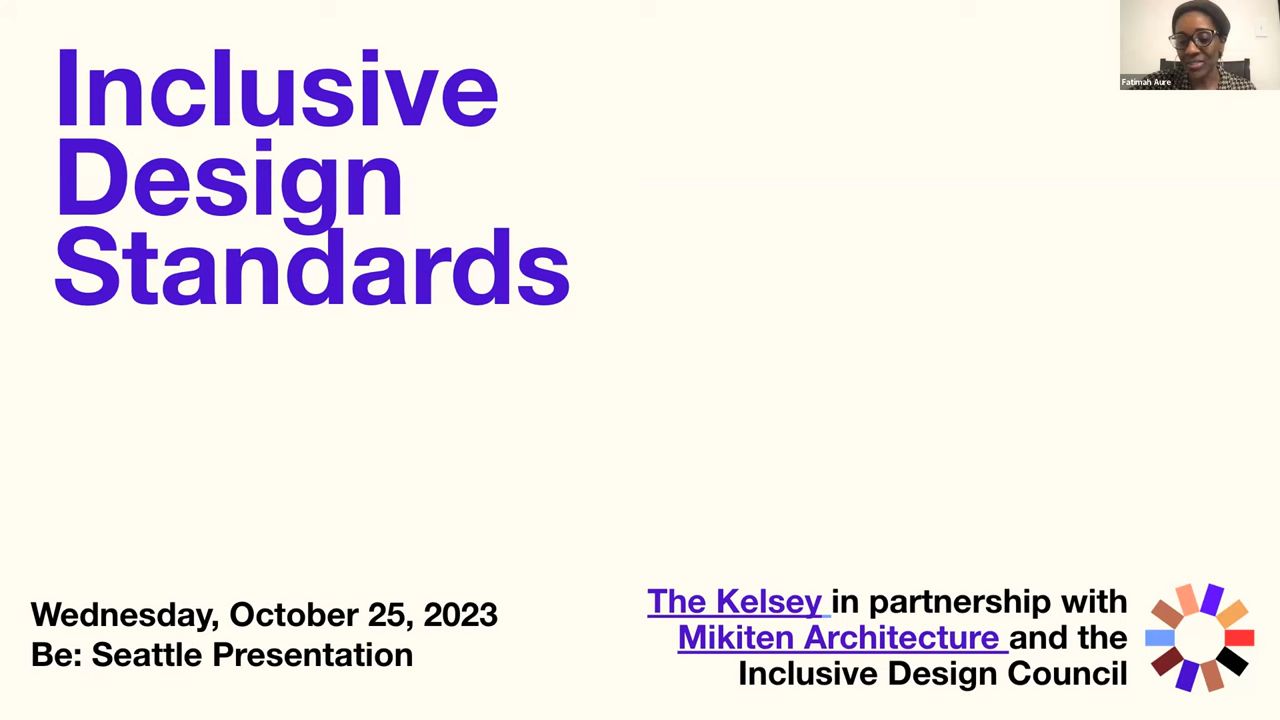 Inclusive
Design
Standards
Fatimah Aure
Wednesday, October 25, 2023
Be: Seattle Presentation
The Kelsey in partnership with
Mikiten Architecture and the
Inclusive Design Council